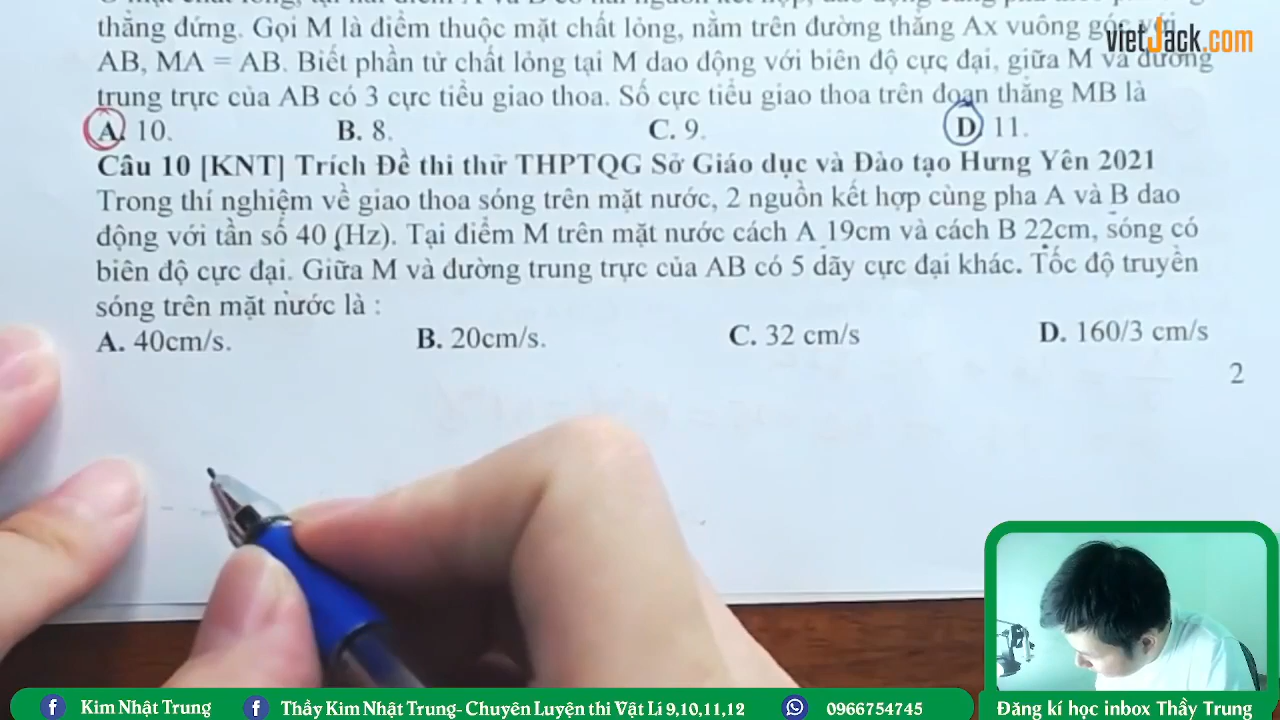 thẳng đứng. Gọi M là điểm thuộc mặt chất lỏng, nằm trên đường thẳng Ax vuông góc với
vietJack.com
AB, MA = AB. Biết phần tử chất lỏng tại M dao động với biên độ cực đại, giữa M và đường
trung trực của AB có 3 cực tiểu giao thoa. Số cực tiểu giao thoa trên đoạn thẳng MB là
A. 10. B. 8. C. 9. D. 11.
Câu 10 [KNT] Trích Đề thi thử THPTQG Sở Giáo dục và Đào tạo Hưng Yên 2021
Trong thí nghiệm về giao thoa sóng trên mặt nước, 2 nguồn kết hợp cùng pha A và B dao
động với tần số 40 (Hz). Tại điểm M trên mặt nước cách A 19cm và cách B 22cm, sóng có
biên độ cực đại. Giữa M và đường trung trực của AB có 5 dãy cực đại khác. Tốc độ truyền
sóng trên mặt nước là :
A. 40cm/s. B. 20cm/s. C. 32 cm/s D. 160/3 cm/s
2
Kim Nhật Trung Thầy Kim Nhật Trung- Chuyên Luyện thi Vật Lí 9,10,11,12 0966754745 Đăng kí học inbox Thầy Trung